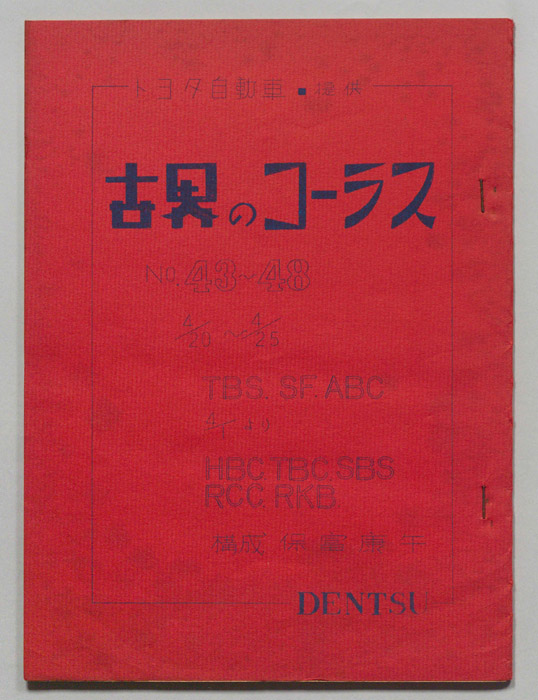 トヨタ自動車・提供
古界のコーラス
NO.43~48
4/20~4/25
TBS. SF. ABC
HBC TBC SBS
RCC. RKB.
構成 保富康午
DENTSU